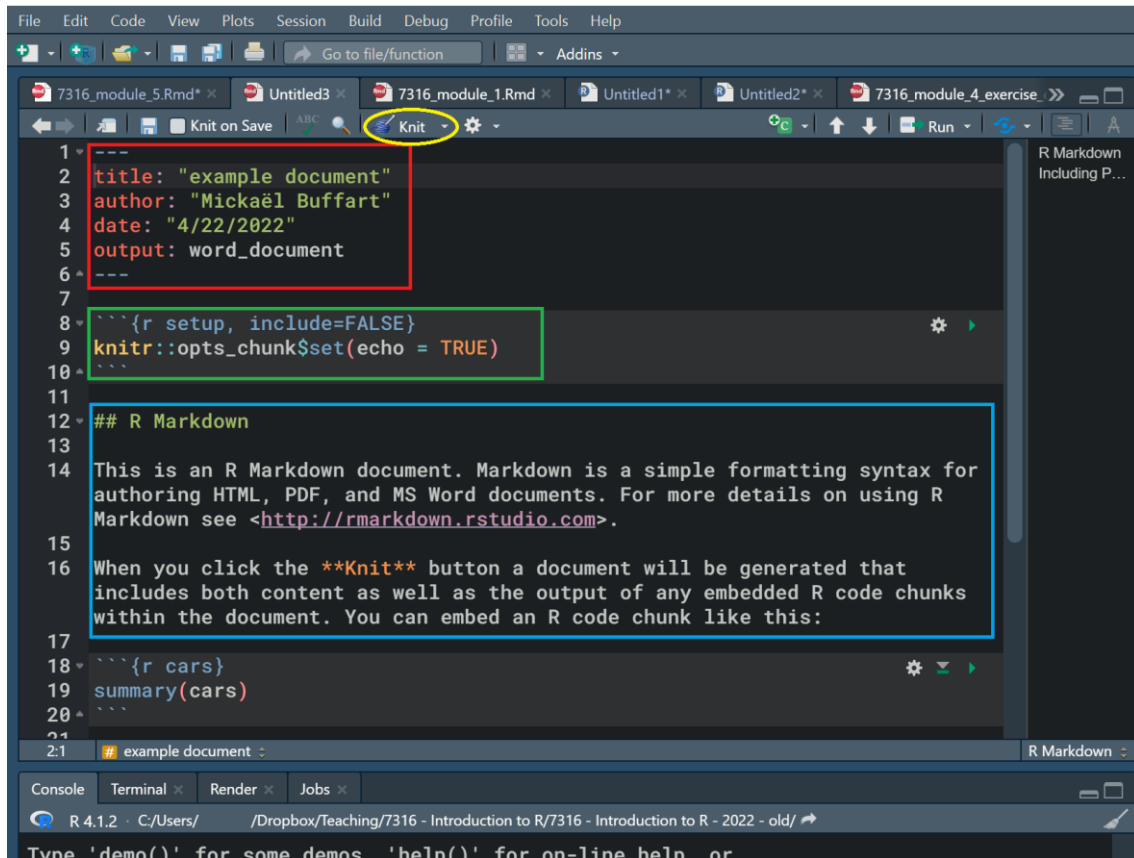 File Edit Code View Plots Session Build Debug Profile Tools Help
Go to file/function Addins
7316_module_5.Rmd* × Untitled3 × 7316_module_1.Rmd × Untitled1* × Untitled2* × 7316_module_4_exercise_
Knit on Save ABC Knit Run
1 ---
2 title: "example document"
3 author: "Mickaël Buffart"
4 date: "4/22/2022"
5 output: word_document
6 ---
7
8 ```{r setup, include=FALSE}
9 knitr::opts_chunk$set(echo = TRUE)
10 ```
11
12 ## R Markdown
13
14 This is an R Markdown document. Markdown is a simple formatting syntax for
authoring HTML, PDF, and MS Word documents. For more details on using R
Markdown see <http://rmarkdown.rstudio.com>.
15
16 When you click the **Knit** button a document will be generated that
includes both content as well as the output of any embedded R code chunks
within the document. You can embed an R code chunk like this:
17
18 ```{r cars}
19 summary(cars)
20 ```
21
R Markdown
Including P...
2:1 # example document R Markdown
Console Terminal × Render × Jobs ×
R 4.1.2 · C:/Users/ /Dropbox/Teaching/7316 - Introduction to R/7316 - Introduction to R - 2022 - old/
Type 'demo()' for some demos, 'help()' for on-line help, or